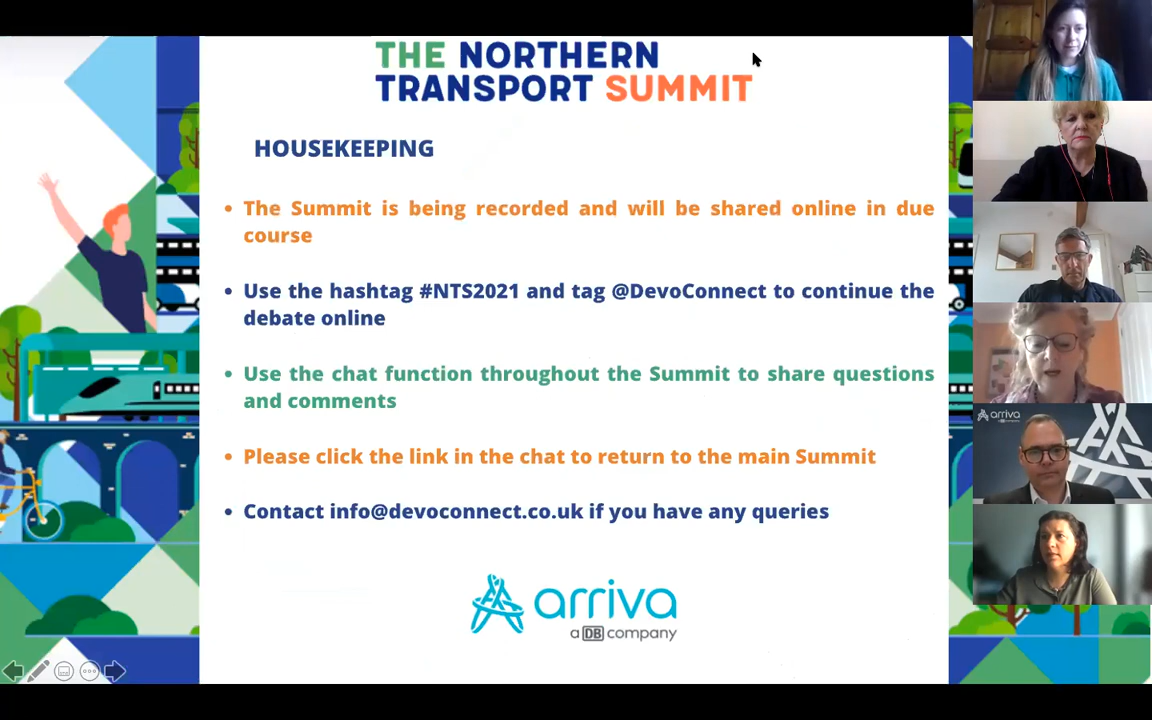 THE NORTHERN
TRANSPORT SUMMIT
HOUSEKEEPING
• The Summit is being recorded and will be shared online in due
course
• Use the hashtag #NTS2021 and tag @DevoConnect to continue the
debate online
• Use the chat function throughout the Summit to share questions
and comments
• Please click the link in the chat to return to the main Summit
• Contact info@devoconnect.co.uk if you have any queries
arriva
a DB company
arriva
a DB company